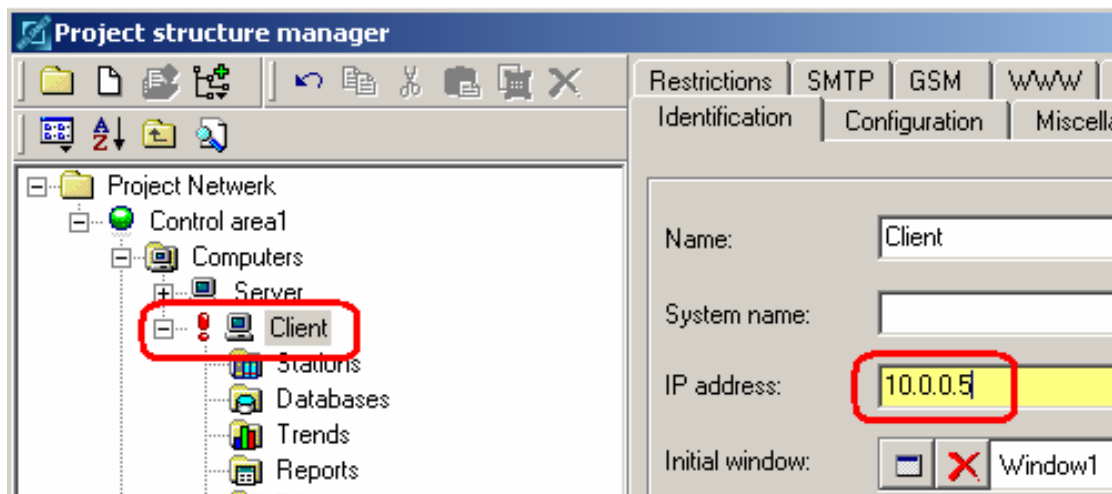 Project structure manager
Restrictions SMTP GSM WWW
Identification Configuration Miscella
Project Netwerk
Control area1
Computers
Server
Client
Stations
Databases
Trends
Reports
Name: Client
System name:
IP address: 10.0.0.5
Initial window: Window1